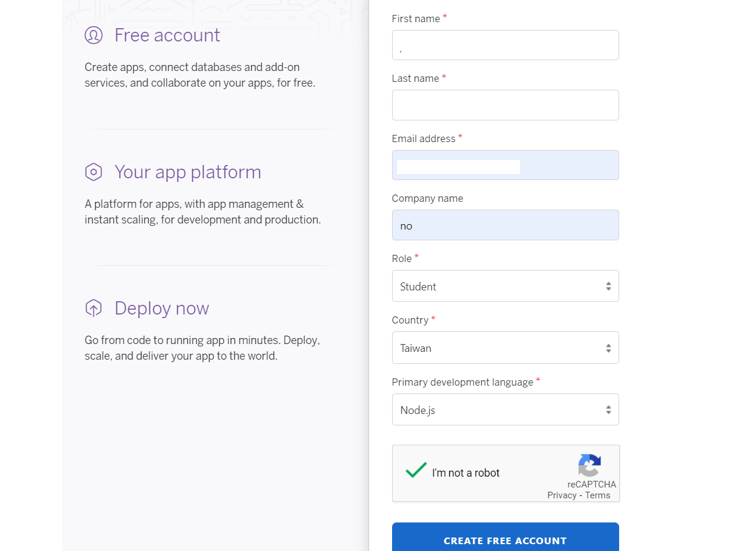 Free account
Create apps, connect databases and add-on
services, and collaborate on your apps, for free.
Your app platform
A platform for apps, with app management &
instant scaling, for development and production.
Deploy now
Go from code to running app in minutes. Deploy,
scale, and deliver your app to the world.
First name *
.
Last name *
Email address *
Company name
no
Role *
Student
Country *
Taiwan
Primary development language *
Node.js
I'm not a robot
reCAPTCHA
Privacy - Terms
CREATE FREE ACCOUNT